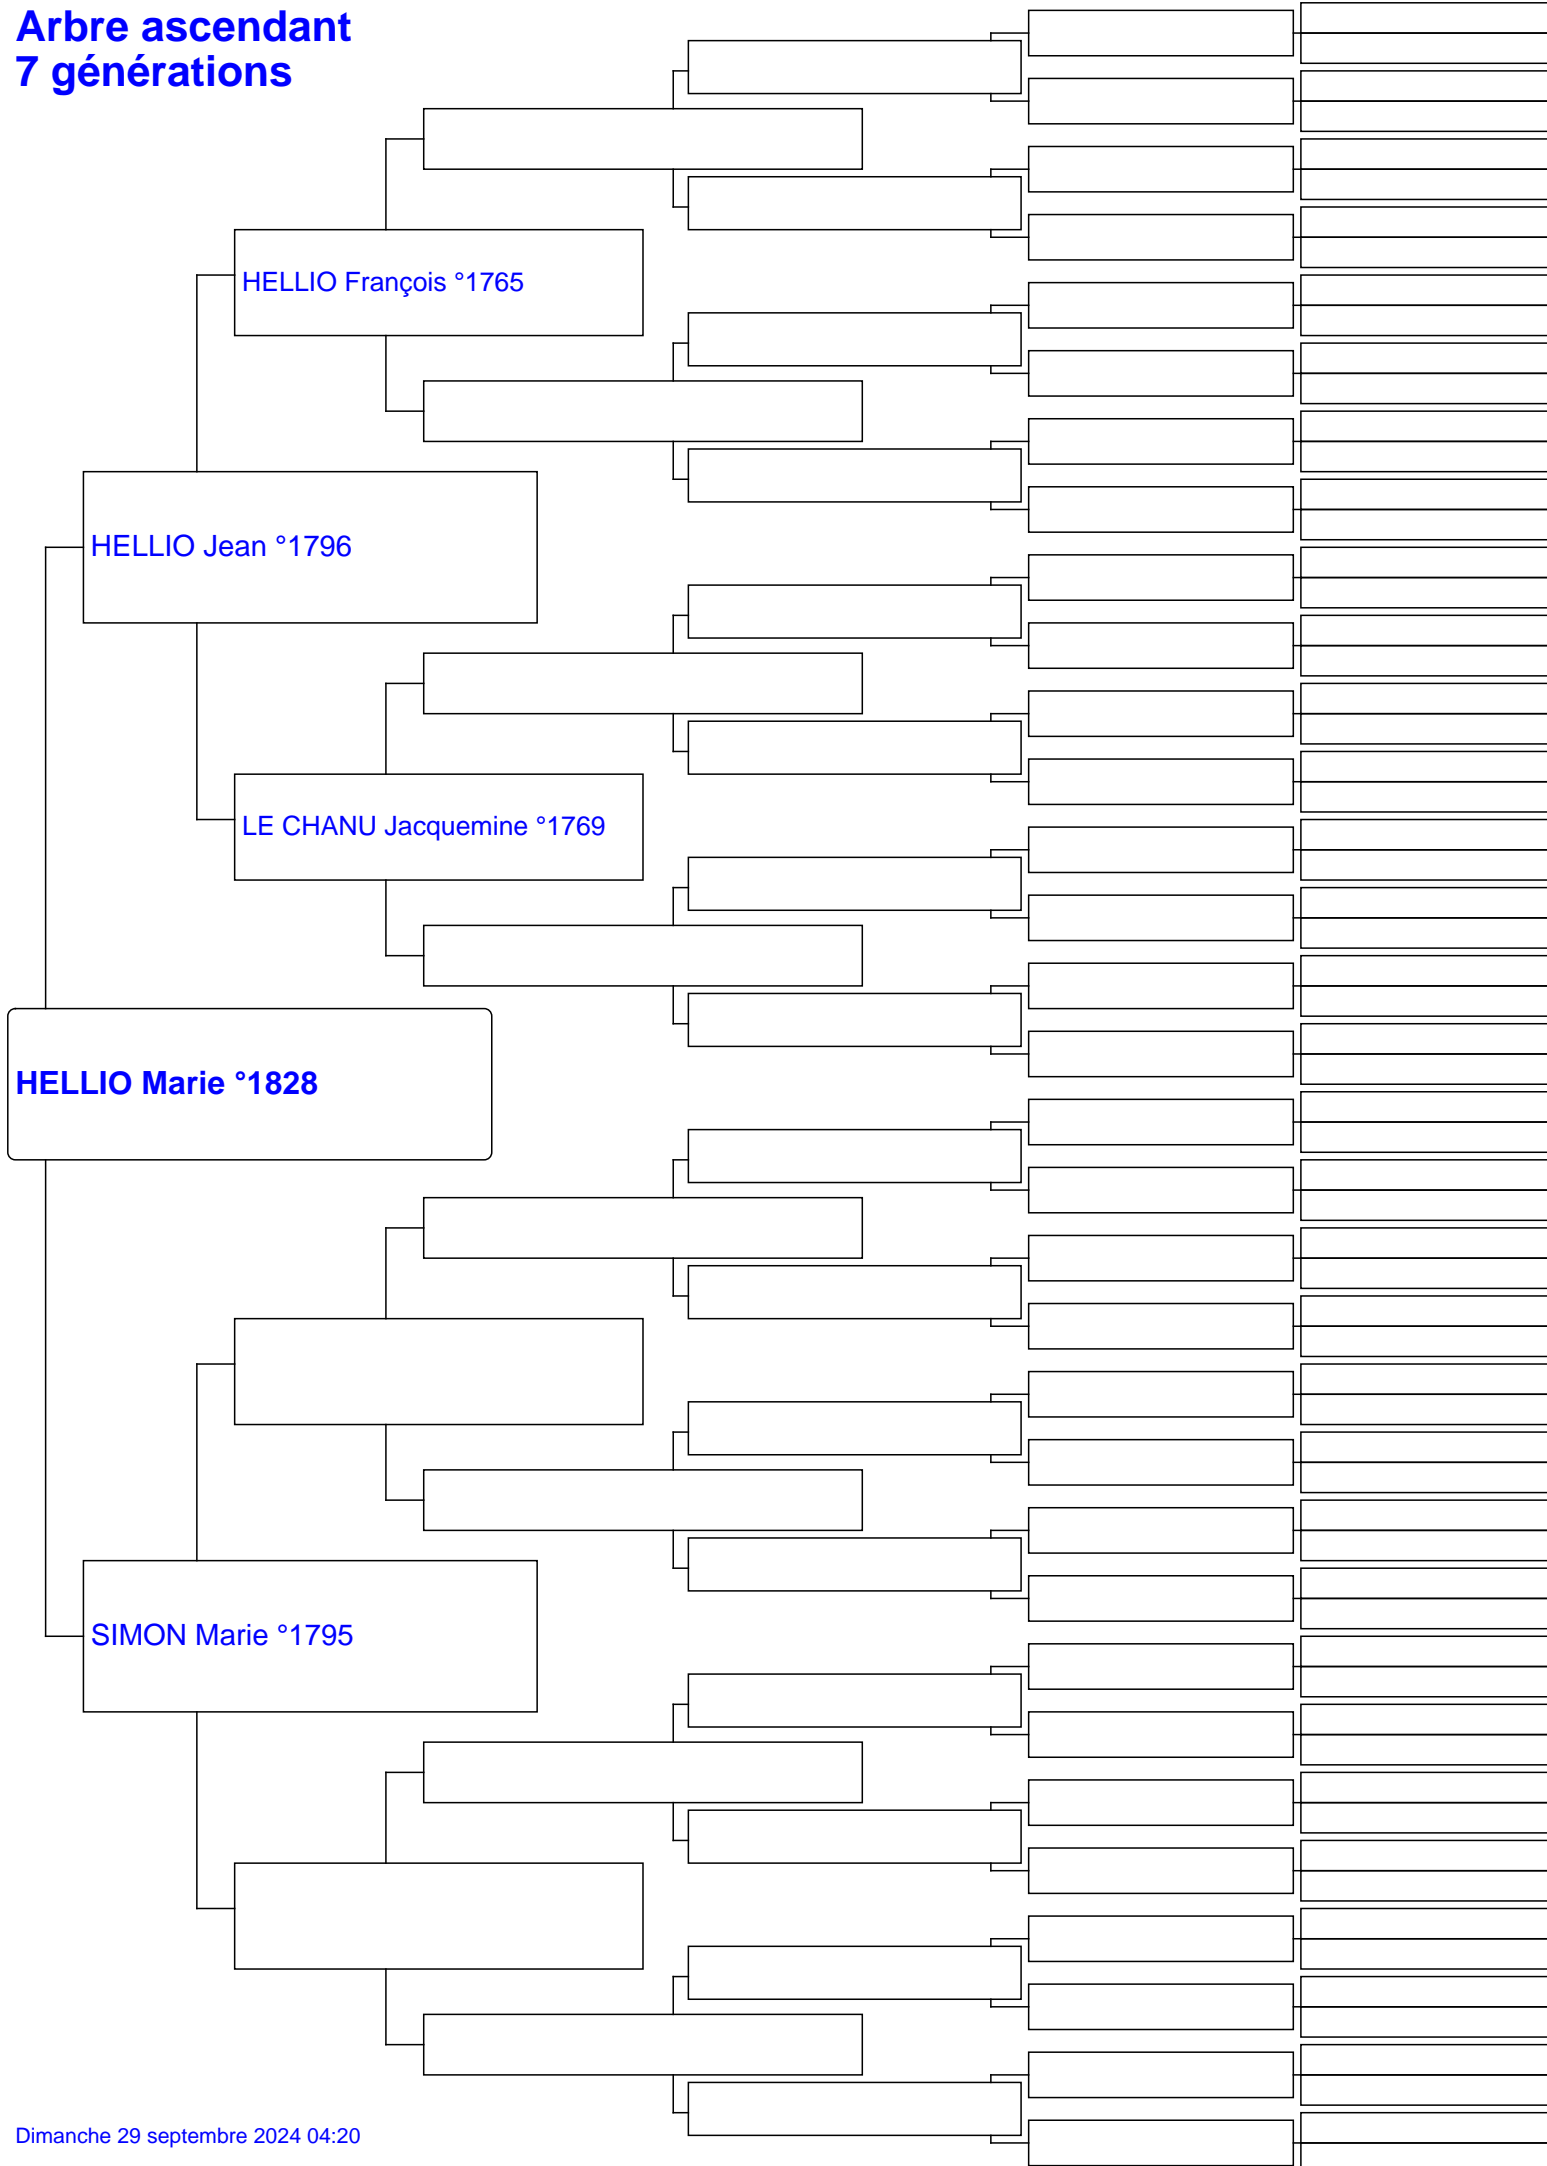 Arbre ascendant
7 générations
HELLIO François °1765
HELLIO Jean °1796
LE CHANU Jacquemine °1769
HELLIO Marie °1828
SIMON Marie °1795
Dimanche 29 septembre 2024 04:20